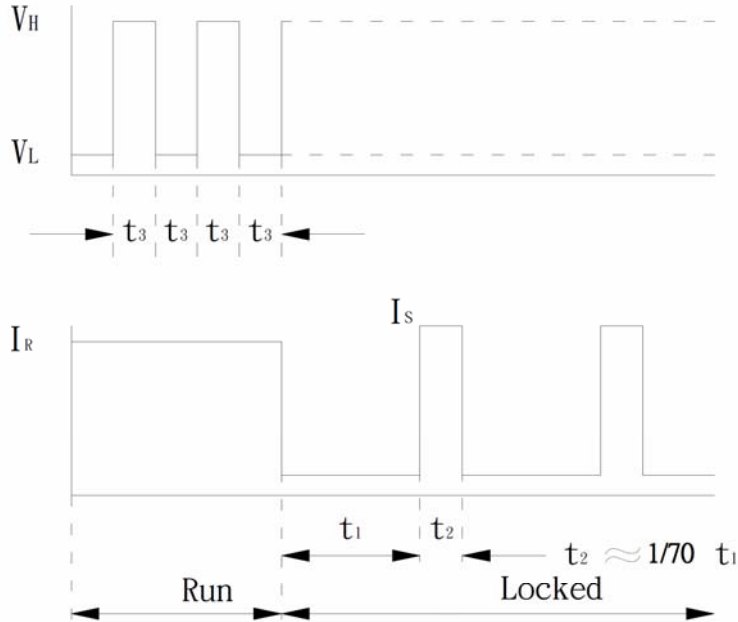 VH
VL
t3 t3 t3 t3
IS
IR
t1 t2
t2 ≈ 1/70 t1
Run Locked